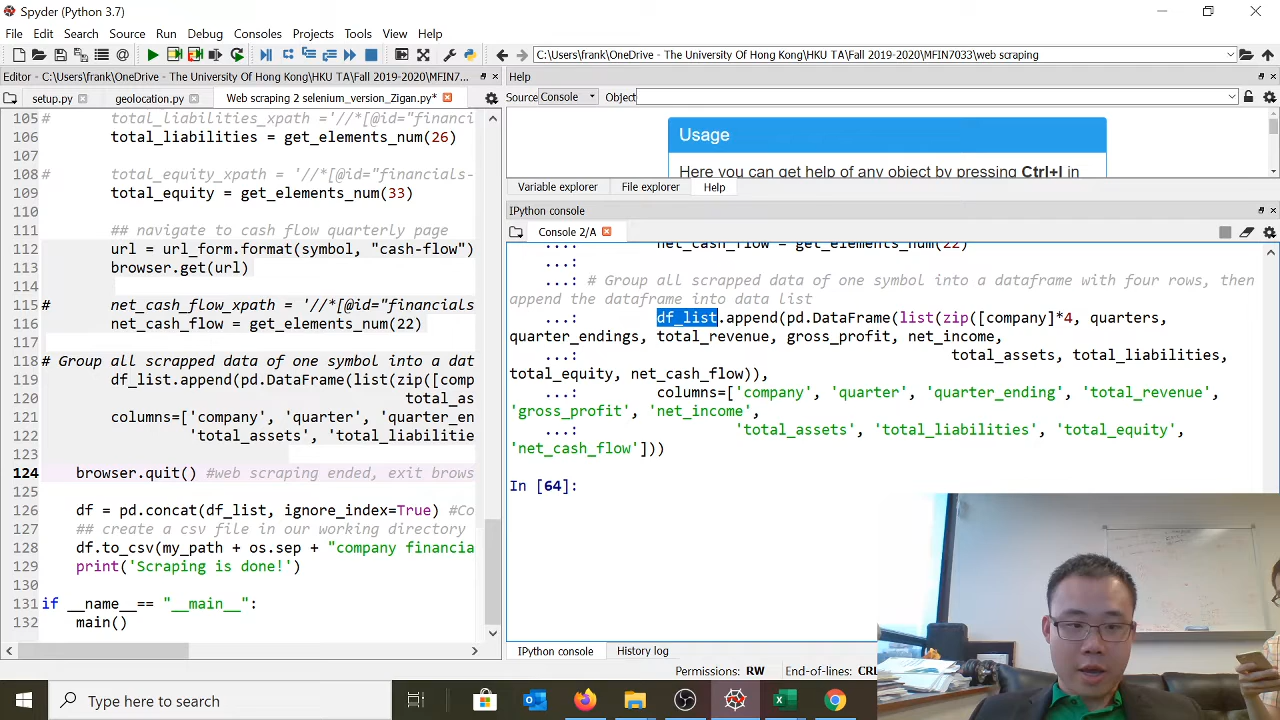 Spyder (Python 3.7)
File Edit Search Source Run Debug Consoles Projects Tools View Help
C:\Users\frank\OneDrive - The University Of Hong Kong\HKU TA\Fall 2019-2020\MFIN7033\web scraping
Editor - C:\Users\frank\OneDrive - The University Of Hong Kong\HKU TA\Fall 2019-2020\MFIN7...
setup.py geolocation.py Web scraping 2 selenium_version_Zigan.py*
105 # total_liabilities_xpath ='//*[@id="financi
106 total_liabilities = get_elements_num(26)
107
108 # total_equity_xpath = '//*[@id="financials-
109 total_equity = get_elements_num(33)
110
111 ## navigate to cash flow quarterly page
112 url = url_form.format(symbol, "cash-flow")
113 browser.get(url)
114
115 # net_cash_flow_xpath = '//*[@id="financials
116 net_cash_flow = get_elements_num(22)
117
118 # Group all scrapped data of one symbol into a dat
119 df_list.append(pd.DataFrame(list(zip([comp
120 total_as
121 columns=['company', 'quarter', 'quarter_en
122 'total_assets', 'total_liabilitie
123
124 browser.quit() #web scraping ended, exit brows
125
126 df = pd.concat(df_list, ignore_index=True) #Co
127 ## create a csv file in our working directory
128 df.to_csv(my_path + os.sep + "company financia
129 print('Scraping is done!')
130
131 if __name__== "__main__":
132 main()
Help
Source Console Object
Usage
Here you can get help of any object by pressing Ctrl+I in
Variable explorer File explorer Help
IPython console
Console 2/A
...: net_cash_flow = get_elements_num(22)
...:
...: # Group all scrapped data of one symbol into a dataframe with four rows, then
append the dataframe into data list
...: df_list.append(pd.DataFrame(list(zip([company]*4, quarters,
quarter_endings, total_revenue, gross_profit, net_income,
...: total_assets, total_liabilities,
total_equity, net_cash_flow)),
...: columns=['company', 'quarter', 'quarter_ending', 'total_revenue',
'gross_profit', 'net_income',
...: 'total_assets', 'total_liabilities', 'total_equity',
'net_cash_flow']))
In [64]:
IPython console History log
Permissions: RW End-of-lines: CRL
Type here to search